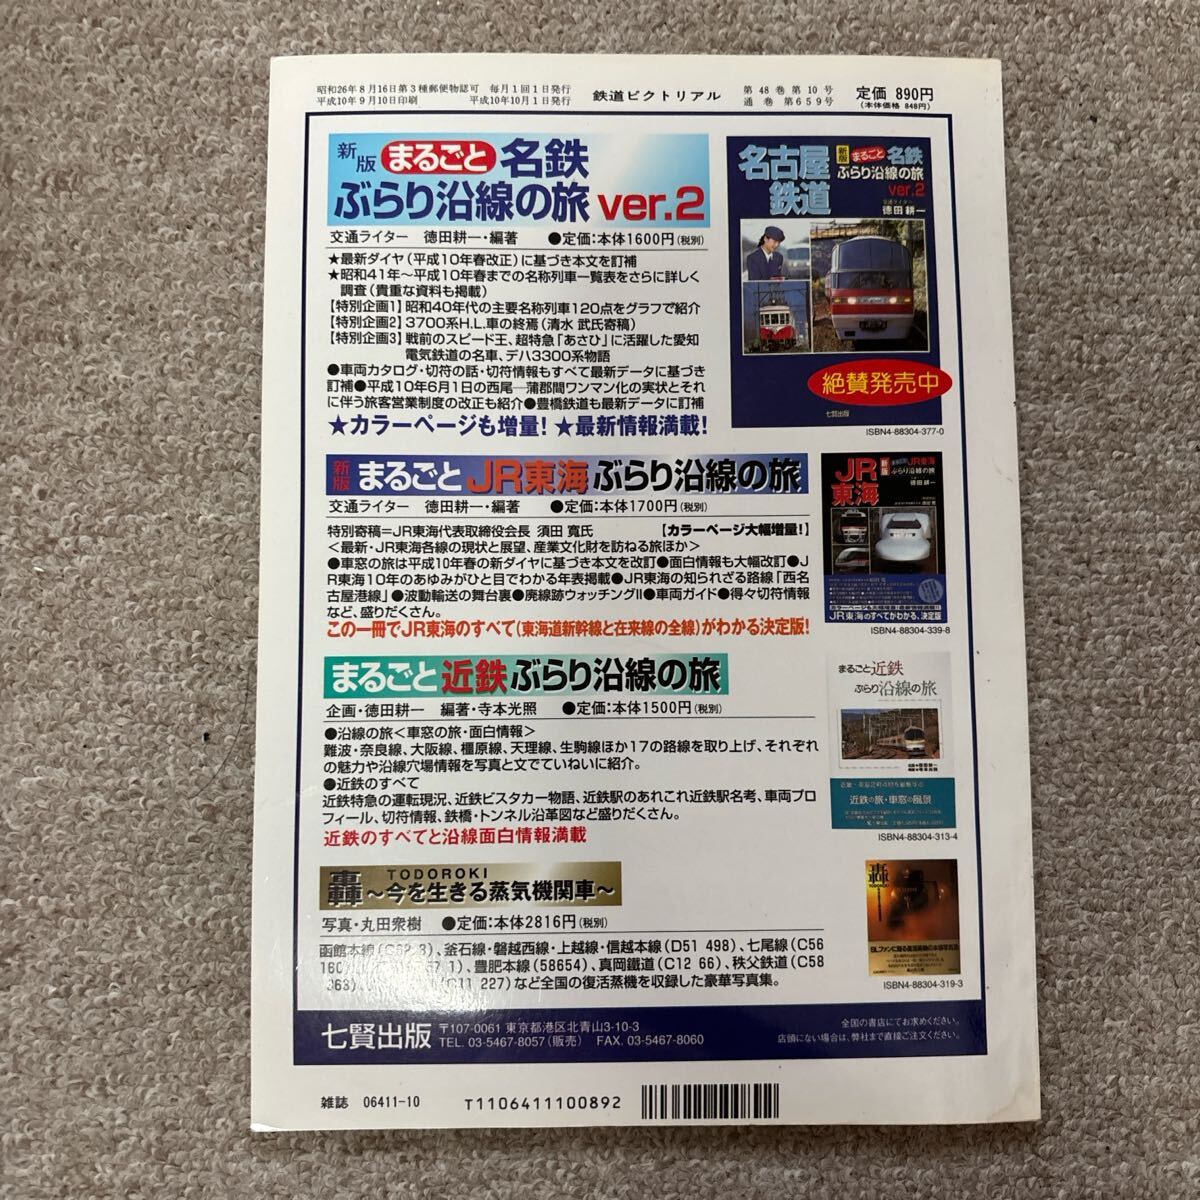 昭和26年8月16日第3種郵便物認可 毎月1回1日発行
平成10年9月10日印刷 平成10年10月1日発行
鉄道ピクトリアル
第48巻第10号
通巻第659号
定価 890円
(本体価格 848円)
新版 まるごと 名鉄
ぶらり沿線の旅 ver.2
交通ライター 徳田耕一・編著 ●定価:本体1600円(税別)
★最新ダイヤ(平成10年春改正)に基づき本文を訂補
★昭和41年～平成10年春までの名称列車一覧表をさらに詳しく
調査(貴重な資料も掲載)
【特別企画1】昭和40年代の主要名称列車120点をグラフで紹介
【特別企画2】3700系H.L.車の終焉(清水 武氏寄稿)
【特別企画3】戦前のスピード王、超特急「あさひ」に活躍した愛知
電気鉄道の名車、デハ3300系物語
●車両カタログ・切符の話・切符情報もすべて最新データに基づき
訂補●平成10年6月1日の西尾―蒲郡間ワンマン化の実状とそれ
に伴う旅客営業制度の改正も紹介●豊橋鉄道も最新データに訂補
★カラーページも増量! ★最新情報満載!
名古屋
鉄道
新版 まるごと 名鉄
ぶらり沿線の旅
ver.2
交通ライター
徳田耕一
絶賛発売中
七賢出版
ISBN4-88304-377-0
新版 まるごと JR東海 ぶらり沿線の旅
交通ライター 徳田耕一・編著 ●定価:本体1700円(税別)
特別寄稿=JR東海代表取締役会長 須田 寛氏 【カラーページ大幅増量!】
<最新・JR東海各線の現状と展望、産業文化財を訪ねる旅ほか>
●車窓の旅は平成10年春の新ダイヤに基づき本文を改訂●面白情報も大幅改訂●J
R東海10年のあゆみがひと目でわかる年表掲載●JR東海の知られざる路線「西名
古屋港線」●波動輸送の舞台裏●廃線跡ウォッチングII●車両ガイド●得々切符情報
など、盛りだくさん。
この一冊でJR東海のすべて(東海道新幹線と在来線の全線)がわかる決定版!
JR
東海
新版
ぶらり沿線の旅
徳田耕一
JR東海のすべてがわかる、決定版
ISBN4-88304-339-8
まるごと 近鉄 ぶらり沿線の旅
企画・徳田耕一 編著・寺本光照 ●定価:本体1500円(税別)
●沿線の旅<車窓の旅・面白情報>
難波・奈良線、大阪線、橿原線、天理線、生駒線ほか17の路線を取り上げ、それぞれ
の魅力や沿線穴場情報を写真と文でていねいに紹介。
●近鉄のすべて
近鉄特急の運転現況、近鉄ビスタカー物語、近鉄駅のあれこれ近鉄駅名考、車両プロ
フィール、切符情報、鉄橋・トンネル沿革図など盛りだくさん。
近鉄のすべてと沿線面白情報満載
まるごと近鉄
ぶらり沿線の旅
近鉄の旅・車窓の風景
ISBN4-88304-313-4
轟 TODOROKI
～今を生きる蒸気機関車～
写真・丸田衆樹 ●定価:本体2816円(税別)
函館本線(C62 3)、釜石線・磐越西線・上越線・信越本線(D51 498)、七尾線(C56
160)、豊肥本線(58654)、真岡鐵道(C12 66)、秩父鉄道(C58
363)、(C11 227)など全国の復活蒸機を収録した豪華写真集。
轟
ISBN4-88304-319-3
七賢出版
〒107-0061 東京都港区北青山3-10-3
TEL. 03-5467-8057(販売) FAX. 03-5467-8060
全国の書店にてお求めください。
店頭にない場合は、弊社まで直接ご注文ください。
雑誌 06411-10
T1106411100892